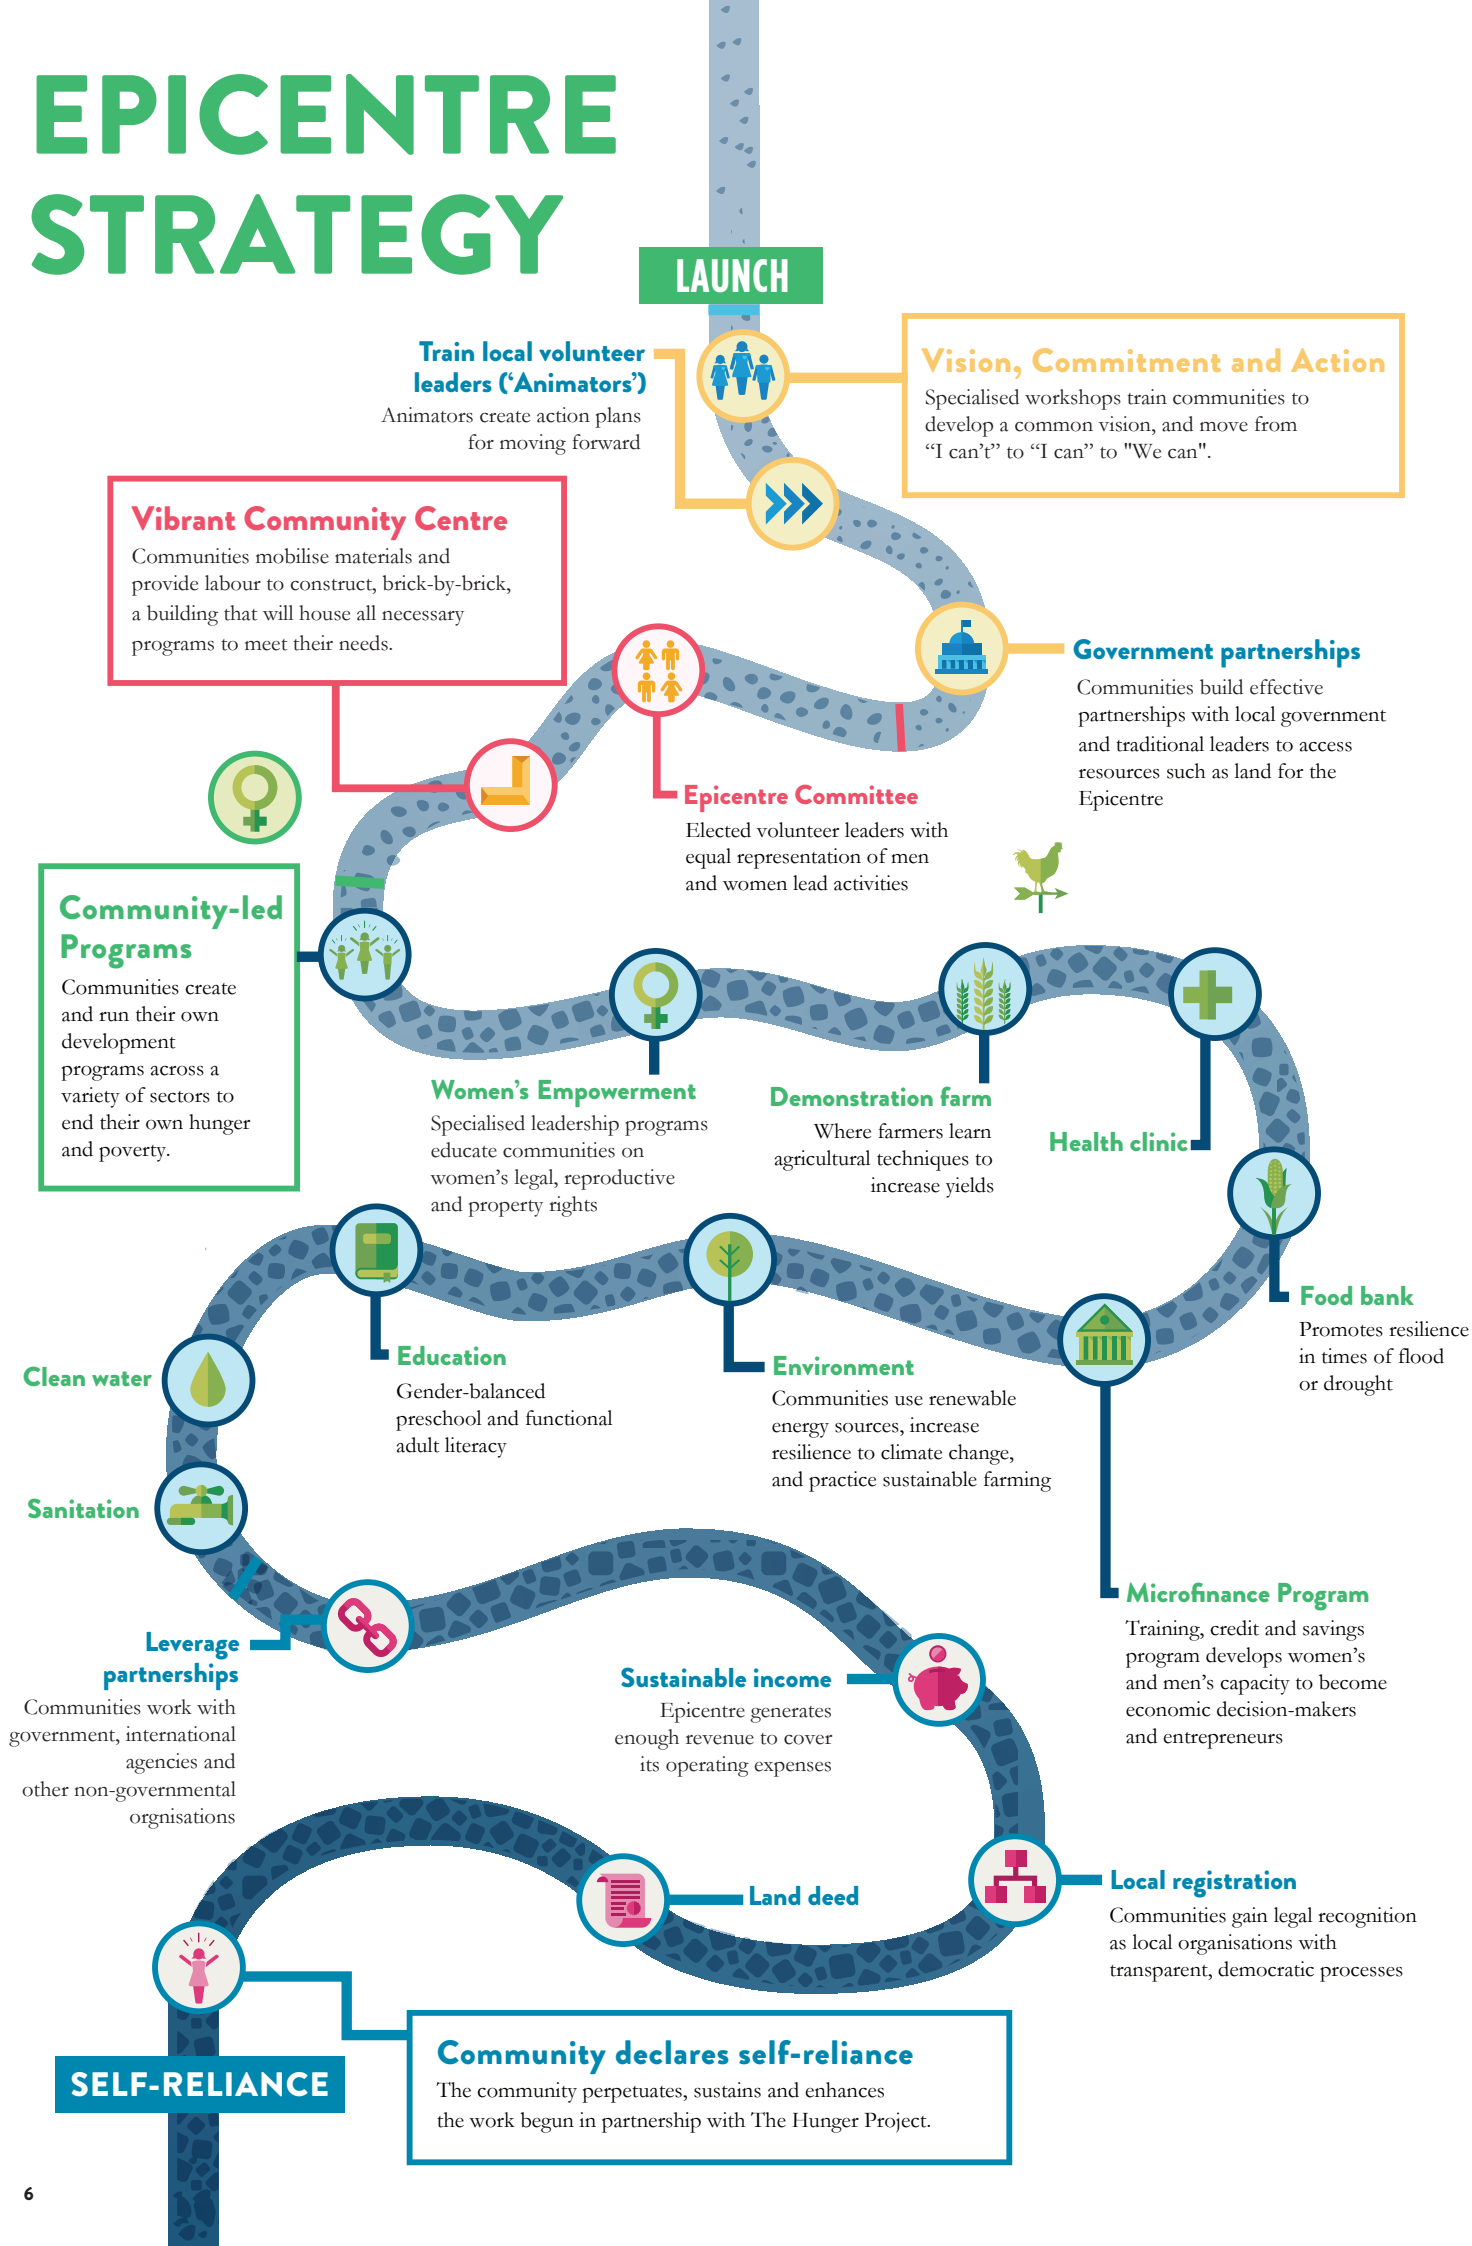 EPICENTRE
STRATEGY
LAUNCH
Vision, Commitment and Action
Specialised workshops train communities to
develop a common vision, and move from
“I can’t” to “I can” to "We can".
Train local volunteer
leaders (‘Animators’)
Animators create action plans
for moving forward
Government partnerships
Communities build effective
partnerships with local government
and traditional leaders to access
resources such as land for the
Epicentre
Epicentre Committee
Elected volunteer leaders with
equal representation of men
and women lead activities
Vibrant Community Centre
Communities mobilise materials and
provide labour to construct, brick-by-brick,
a building that will house all necessary
programs to meet their needs.
Community-led
Programs
Communities create
and run their own
development
programs across a
variety of sectors to
end their own hunger
and poverty.
Women’s Empowerment
Specialised leadership programs
educate communities on
women’s legal, reproductive
and property rights
Demonstration farm
Where farmers learn
agricultural techniques to
increase yields
Health clinic
Food bank
Promotes resilience
in times of flood
or drought
Microfinance Program
Training, credit and savings
program develops women’s
and men’s capacity to become
economic decision-makers
and entrepreneurs
Environment
Communities use renewable
energy sources, increase
resilience to climate change,
and practice sustainable farming
Education
Gender-balanced
preschool and functional
adult literacy
Clean water
Sanitation
Leverage
partnerships
Communities work with
government, international
agencies and
other non-governmental
orgnisations
Sustainable income
Epicentre generates
enough revenue to cover
its operating expenses
Local registration
Communities gain legal recognition
as local organisations with
transparent, democratic processes
Land deed
Community declares self-reliance
The community perpetuates, sustains and enhances
the work begun in partnership with The Hunger Project.
SELF-RELIANCE
6